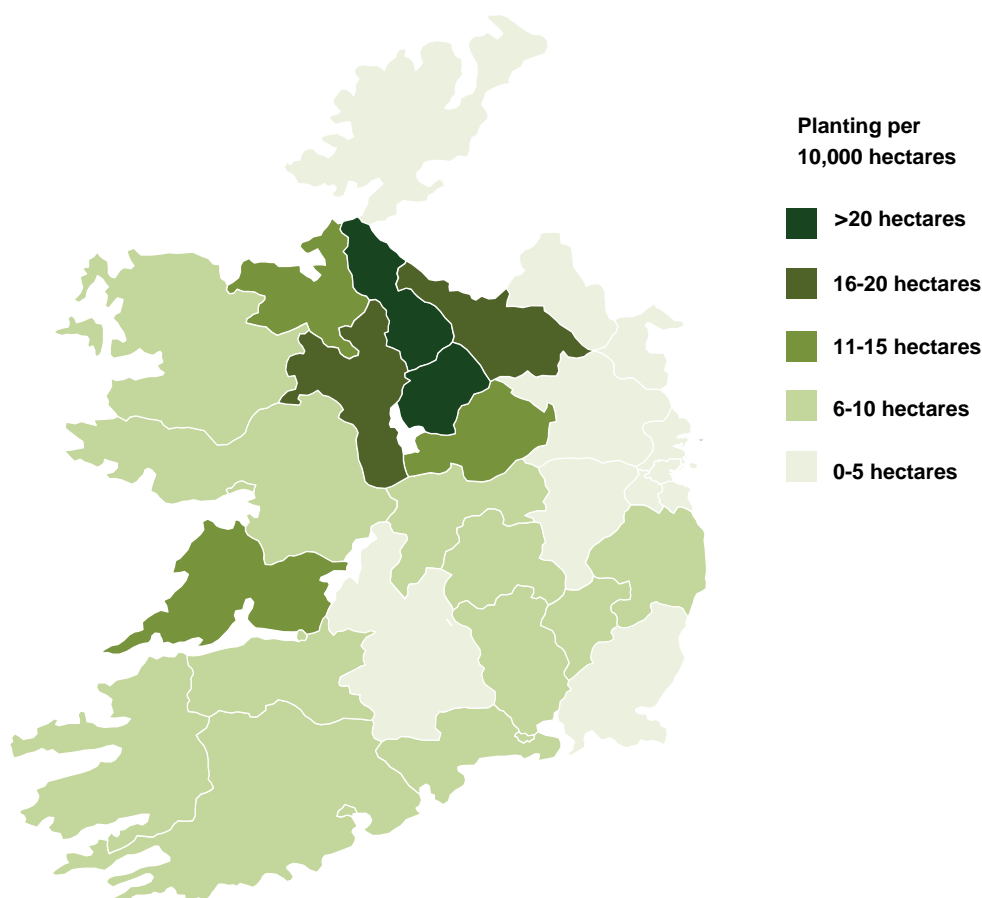 Planting per
10,000 hectares
>20 hectares
16-20 hectares
11-15 hectares
6-10 hectares
0-5 hectares